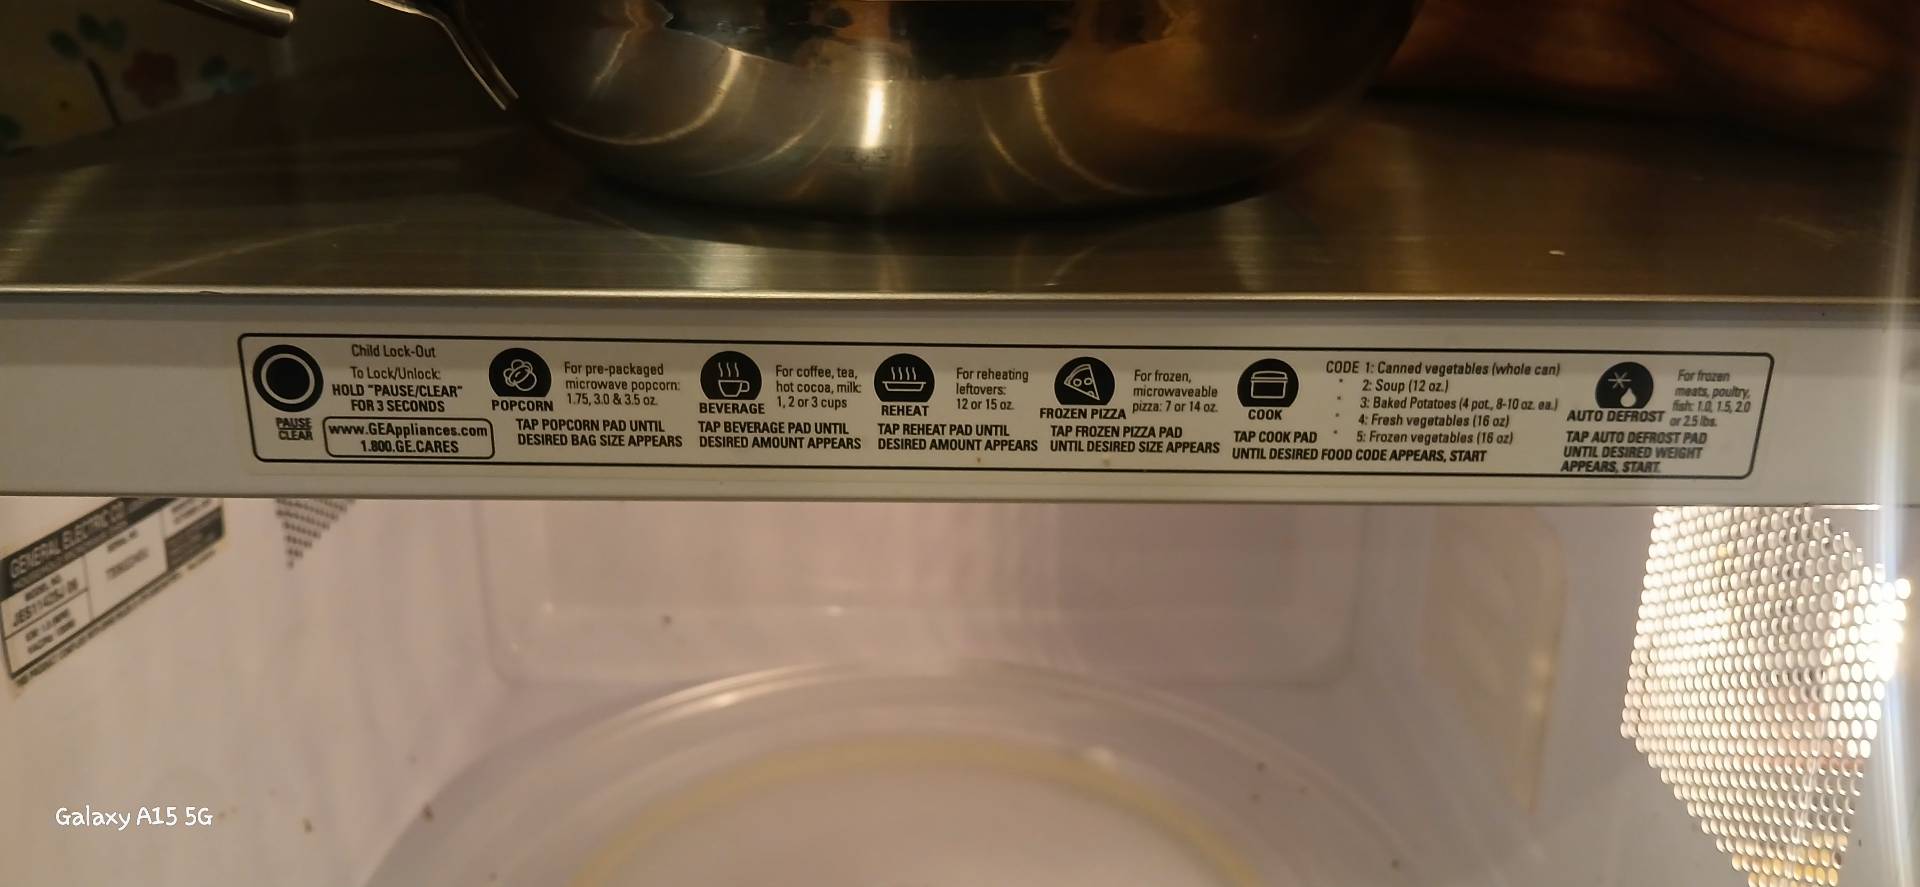 Child Lock-Out
To Lock/Unlock:
HOLD "PAUSE/CLEAR"
FOR 3 SECONDS
PAUSE
CLEAR
www.GEAppliances.com
1.800.GE.CARES
POPCORN
For pre-packaged
microwave popcorn:
1.75, 3.0 & 3.5 oz.
TAP POPCORN PAD UNTIL
DESIRED BAG SIZE APPEARS
BEVERAGE
For coffee, tea,
hot cocoa, milk:
1, 2 or 3 cups
TAP BEVERAGE PAD UNTIL
DESIRED AMOUNT APPEARS
REHEAT
For reheating
leftovers:
12 or 15 oz.
TAP REHEAT PAD UNTIL
DESIRED AMOUNT APPEARS
FROZEN PIZZA
For frozen,
microwaveable
pizza: 7 or 14 oz.
TAP FROZEN PIZZA PAD
UNTIL DESIRED SIZE APPEARS
COOK
CODE 1: Canned vegetables (whole can)
" 2: Soup (12 oz.)
" 3: Baked Potatoes (4 pot., 8-10 oz. ea.)
" 4: Fresh vegetables (16 oz)
" 5: Frozen vegetables (16 oz)
TAP COOK PAD
UNTIL DESIRED FOOD CODE APPEARS, START
AUTO DEFROST
For frozen
meats, poultry,
fish: 1.0, 1.5, 2.0
or 2.5 lbs.
TAP AUTO DEFROST PAD
UNTIL DESIRED WEIGHT
APPEARS, START.
GENERAL ELECTRIC CO.
MODEL NO.
SERIAL NO.
Galaxy A15 5G